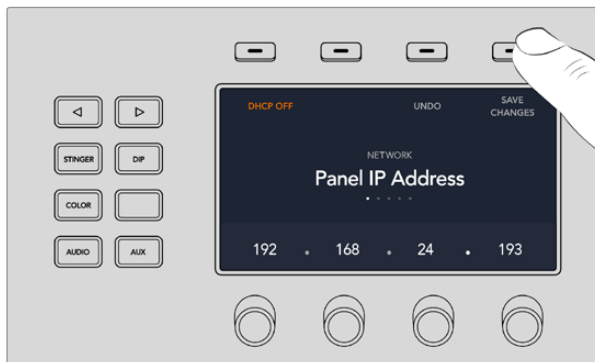 DHCP OFF
UNDO
SAVE
CHANGES
NETWORK
Panel IP Address
192 . 168 . 24 . 193
STINGER
DIP
COLOR
AUDIO
AUX